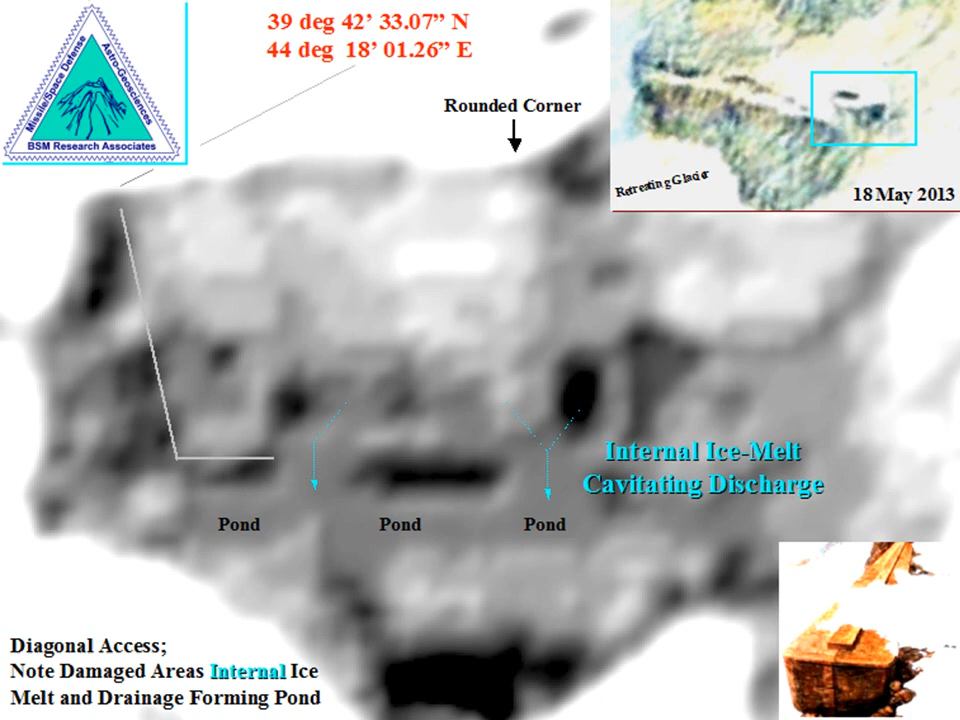 Missile/Space Defense
Astro-Geosciences
BSM Research Associates
39 deg 42’ 33.07” N
44 deg 18’ 01.26” E
Rounded Corner
Retreating Glacier
18 May 2013
Internal Ice-Melt
Cavitating Discharge
Pond
Pond
Pond
Diagonal Access;
Note Damaged Areas Internal Ice
Melt and Drainage Forming Pond